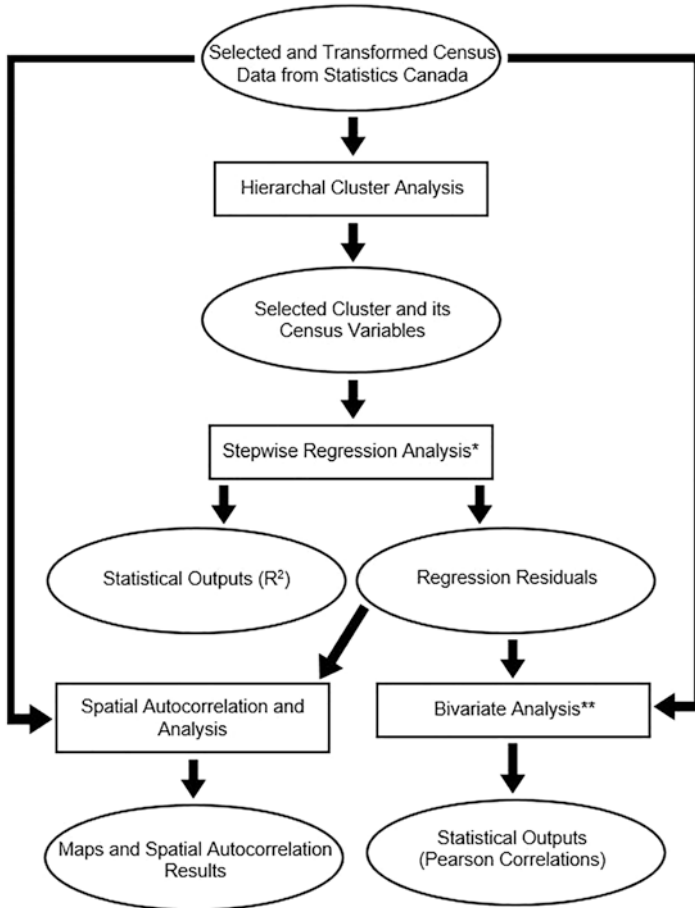 Selected and Transformed Census
Data from Statistics Canada
Hierarchal Cluster Analysis
Selected Cluster and its
Census Variables
Stepwise Regression Analysis*
Statistical Outputs (R²)
Regression Residuals
Spatial Autocorrelation and
Analysis
Bivariate Analysis**
Maps and Spatial Autocorrelation
Results
Statistical Outputs
(Pearson Correlations)